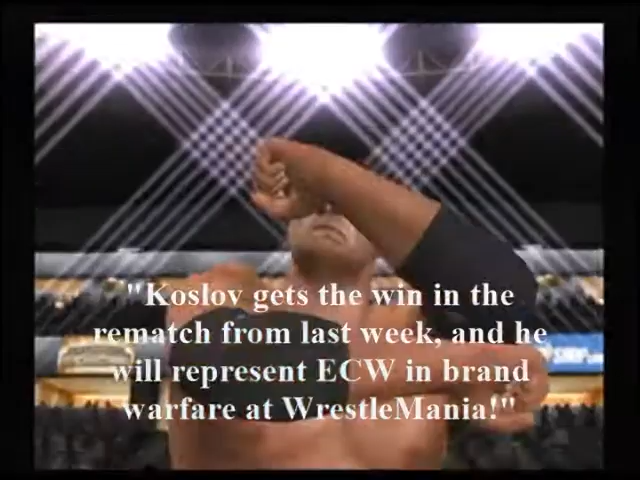 "Koslov gets the win in the
rematch from last week, and he
will represent ECW in brand
warfare at WrestleMania!"